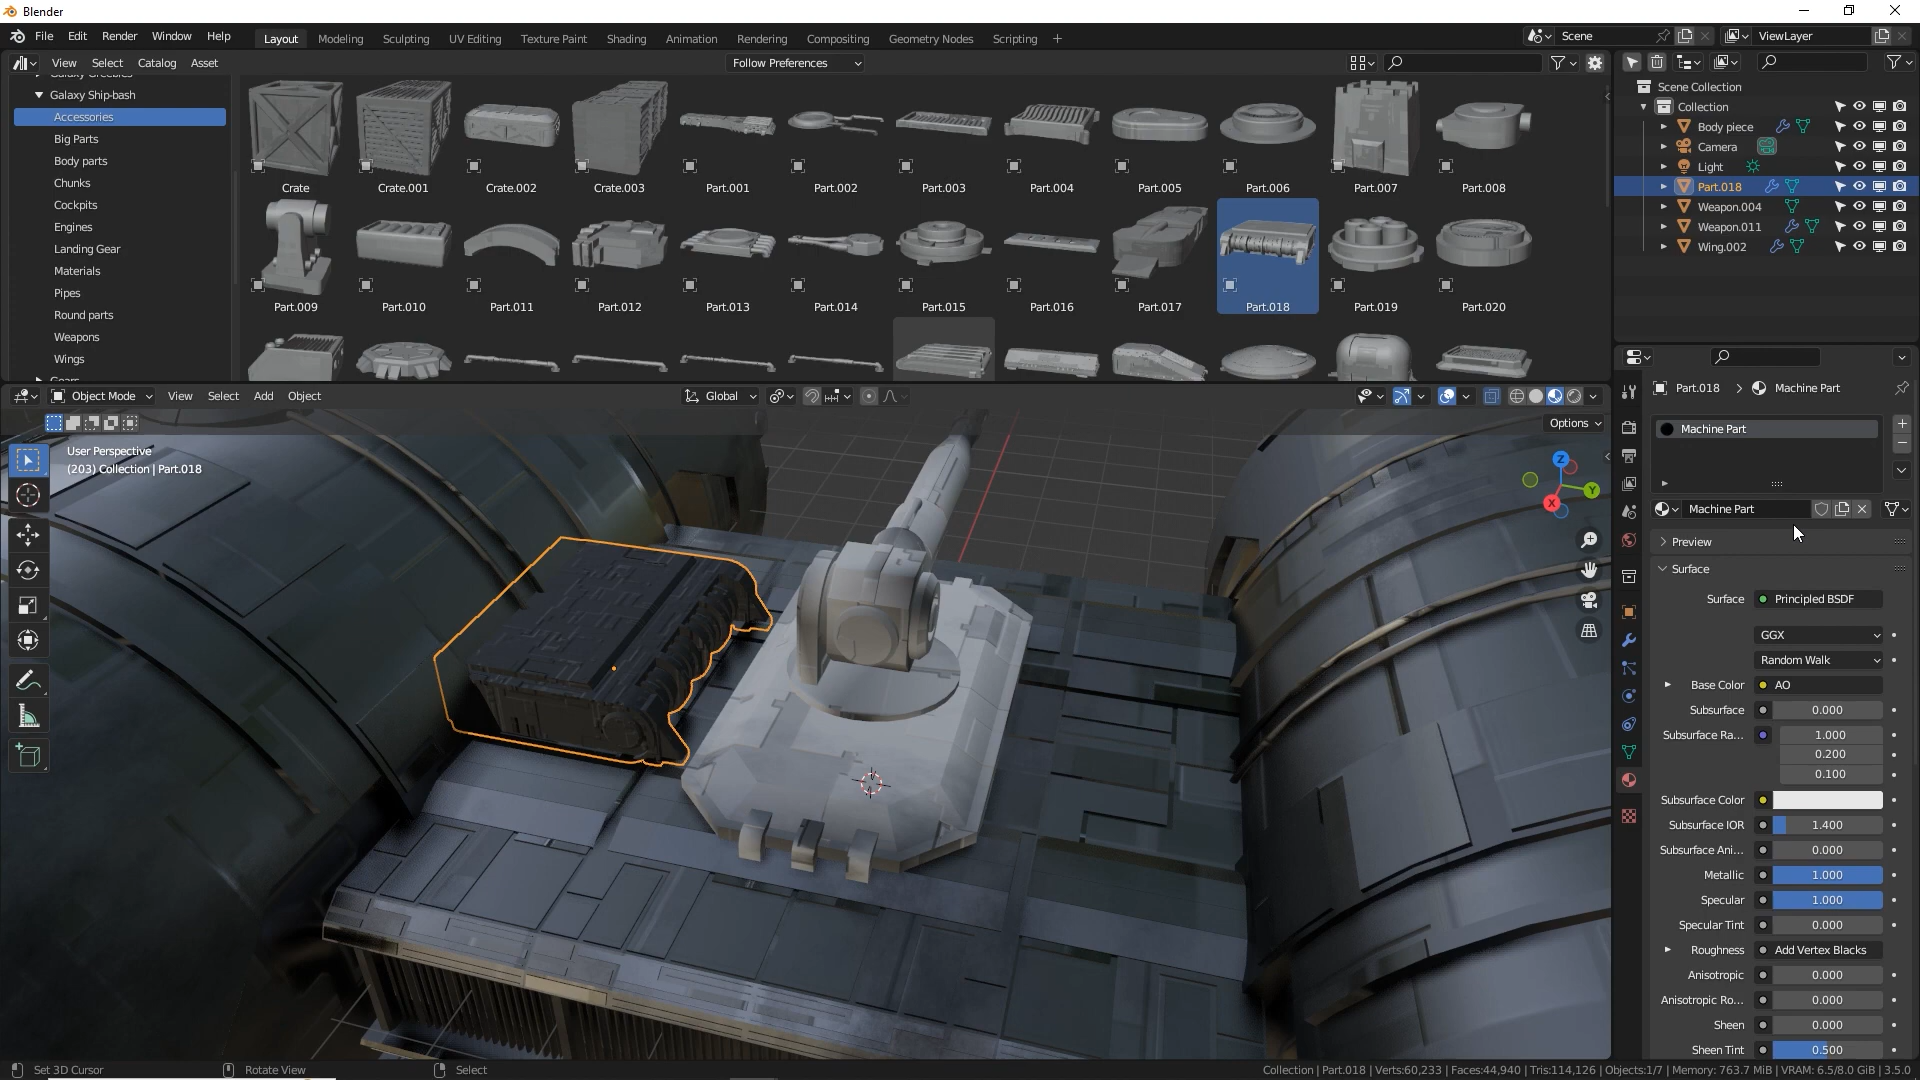 Blender
File Edit Render Window Help Layout Modeling Sculpting UV Editing Texture Paint Shading Animation Rendering Compositing Geometry Nodes Scripting + Scene ViewLayer
View Select Catalog Asset Follow Preferences
Galaxy Ship-bash
Accessories
Big Parts
Body parts
Chunks
Cockpits
Engines
Landing Gear
Materials
Pipes
Round parts
Weapons
Wings
Crate Crate.001 Crate.002 Crate.003 Part.001 Part.002 Part.003 Part.004 Part.005 Part.006 Part.007 Part.008
Part.009 Part.010 Part.011 Part.012 Part.013 Part.014 Part.015 Part.016 Part.017 Part.018 Part.019 Part.020
Scene Collection
Collection
Body piece
Camera
Light
Part.018
Weapon.004
Weapon.011
Wing.002
Object Mode View Select Add Object Global
Options
User Perspective
(203) Collection | Part.018
Z
Y
X
Part.018 > Machine Part
Machine Part
Machine Part
Preview
Surface
Surface Principled BSDF
GGX
Random Walk
Base Color AO
Subsurface 0.000
Subsurface Ra... 1.000
0.200
0.100
Subsurface Color
Subsurface IOR 1.400
Subsurface Ani... 0.000
Metallic 1.000
Specular 1.000
Specular Tint 0.000
Roughness Add Vertex Blacks
Anisotropic 0.000
Anisotropic Ro... 0.000
Sheen 0.000
Sheen Tint 0.500
Set 3D Cursor Rotate View Select Collection | Part.018 | Verts:60,233 | Faces:44,940 | Tris:114,126 | Objects:1/7 | Memory: 763.7 MiB | VRAM: 6.5/8.0 GiB | 3.5.0